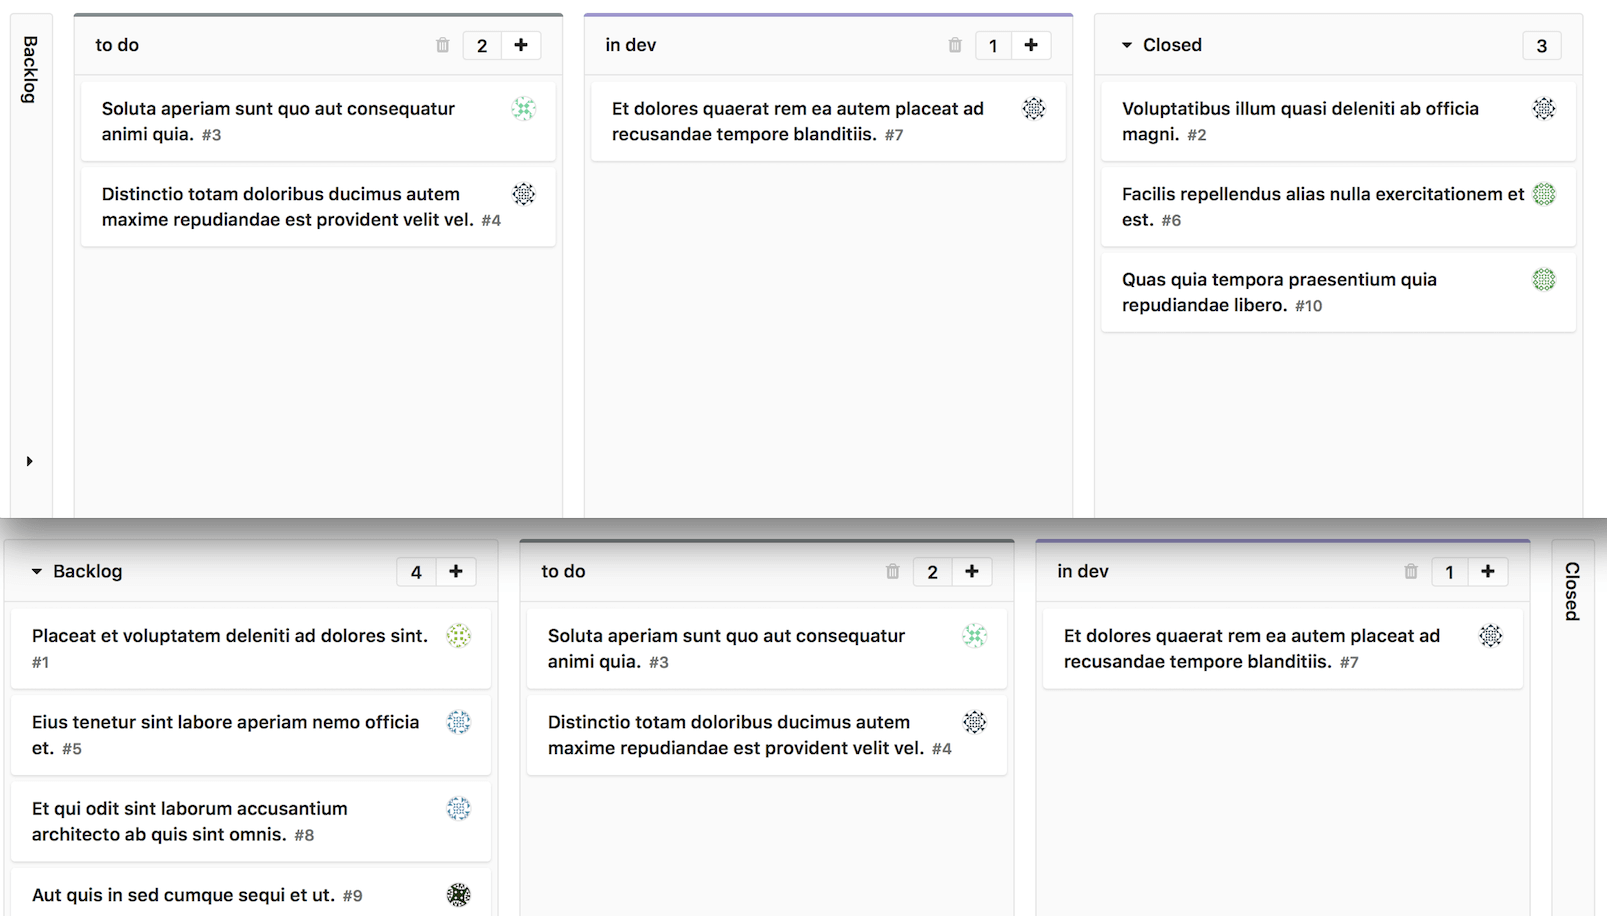 Backlog
to do
2 +
Soluta aperiam sunt quo aut consequatur
animi quia. #3
Distinctio totam doloribus ducimus autem
maxime repudiandae est provident velit vel. #4
in dev
1 +
Et dolores quaerat rem ea autem placeat ad
recusandae tempore blanditiis. #7
Closed
3
Voluptatibus illum quasi deleniti ab officia
magni. #2
Facilis repellendus alias nulla exercitationem et
est. #6
Quas quia tempora praesentium quia
repudiandae libero. #10
Backlog
4 +
Placeat et voluptatem deleniti ad dolores sint.
#1
Eius tenetur sint labore aperiam nemo officia
et. #5
Et qui odit sint laborum accusantium
architecto ab quis sint omnis. #8
Aut quis in sed cumque sequi et ut. #9
to do
2 +
Soluta aperiam sunt quo aut consequatur
animi quia. #3
Distinctio totam doloribus ducimus autem
maxime repudiandae est provident velit vel. #4
in dev
1 +
Et dolores quaerat rem ea autem placeat ad
recusandae tempore blanditiis. #7
Closed